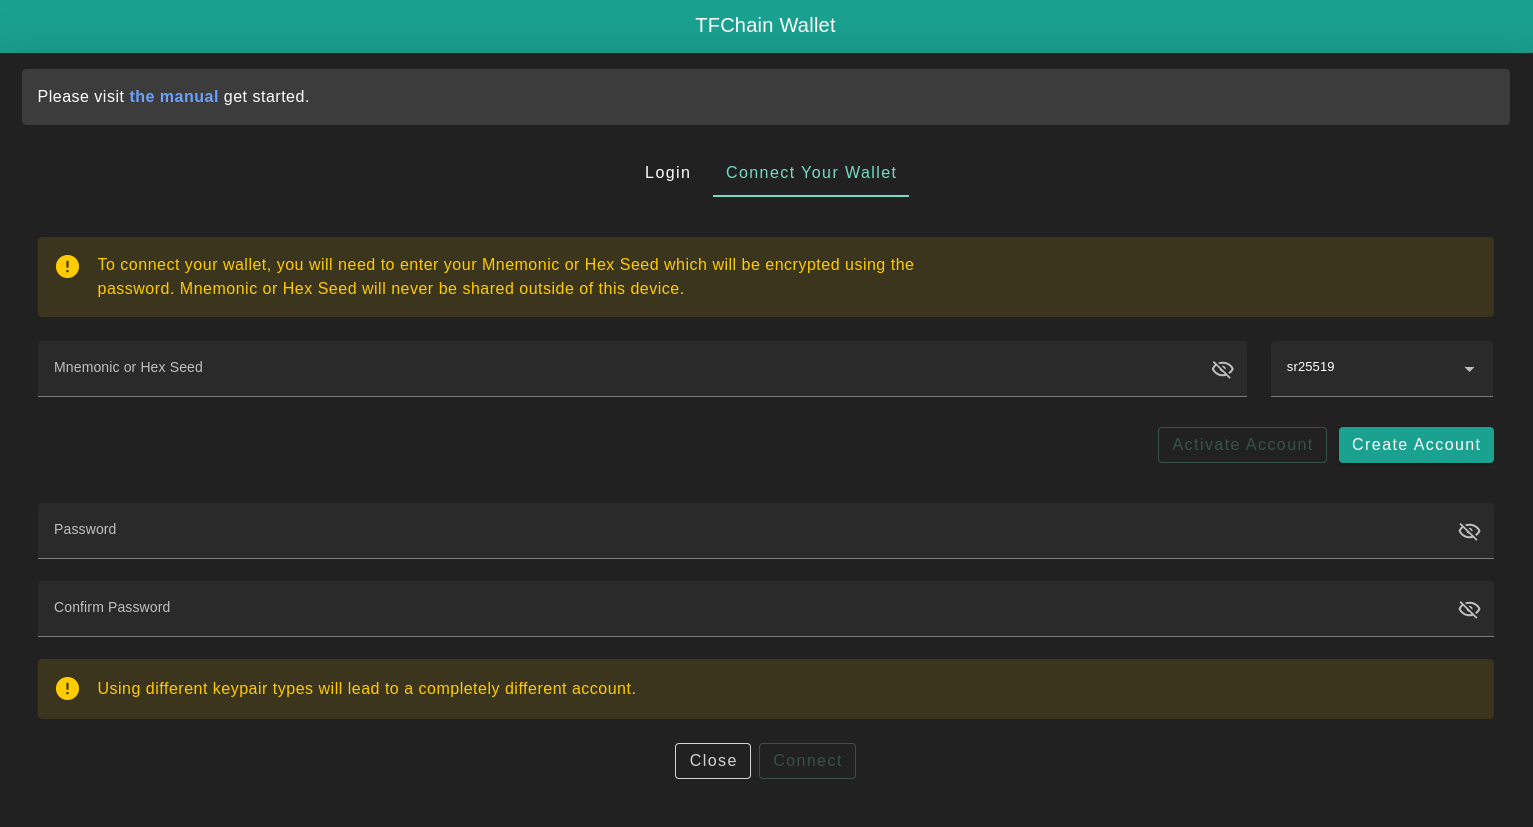 TFChain Wallet
Please visit the manual get started.
Login
Connect Your Wallet
To connect your wallet, you will need to enter your Mnemonic or Hex Seed which will be encrypted using the
password. Mnemonic or Hex Seed will never be shared outside of this device.
Mnemonic or Hex Seed
sr25519
Activate Account
Create Account
Password
Confirm Password
Using different keypair types will lead to a completely different account.
Close
Connect